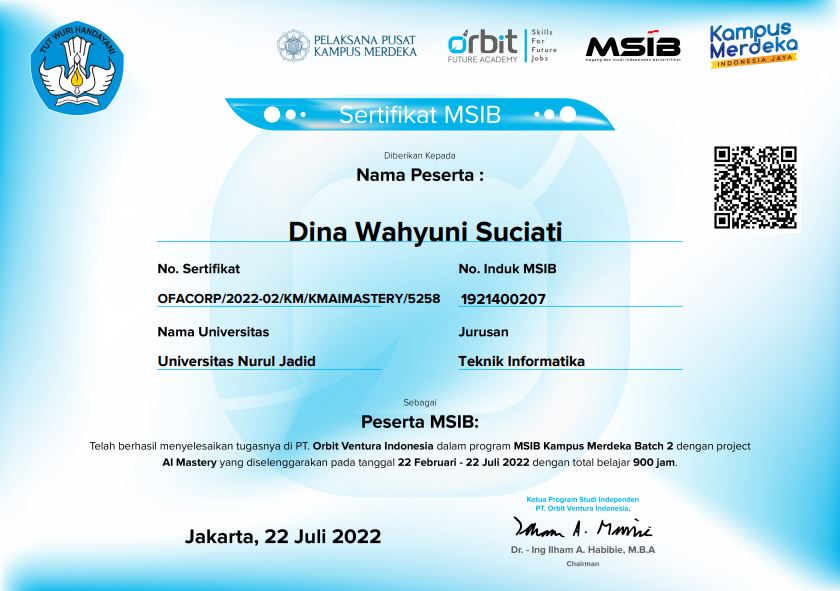 TUT WURI HANDAYANI
PELAKSANA PUSAT
KAMPUS MERDEKA
Orbit
FUTURE ACADEMY
Skills
For
Future
Jobs
MSIB
magang dan studi independen bersertifikat
Kampus
Merdeka
INDONESIA JAYA
Sertifikat MSIB
Diberikan Kepada
Nama Peserta :
Dina Wahyuni Suciati
No. Sertifikat
No. Induk MSIB
OFACORP/2022-02/KM/KMAIMASTERY/5258
1921400207
Nama Universitas
Jurusan
Universitas Nurul Jadid
Teknik Informatika
Sebagai
Peserta MSIB:
Telah berhasil menyelesaikan tugasnya di PT. Orbit Ventura Indonesia dalam program MSIB Kampus Merdeka Batch 2 dengan project
AI Mastery yang diselenggarakan pada tanggal 22 Februari - 22 Juli 2022 dengan total belajar 900 jam.
Ketua Program Studi Independen
PT. Orbit Ventura Indonesia,
Jakarta, 22 Juli 2022
Dr. - Ing Ilham A. Habibie, M.B.A
Chairman